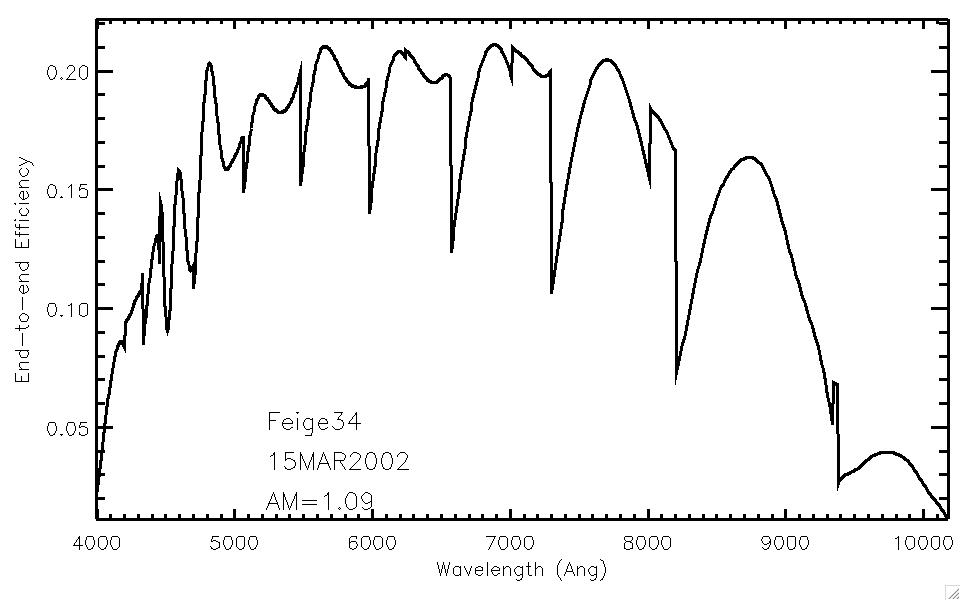 0.20
0.15
0.10
0.05
End-to-end Efficiency
Feige34
15MAR2002
AM=1.09
4000 5000 6000 7000 8000 9000 10000
Wavelength (Ang)